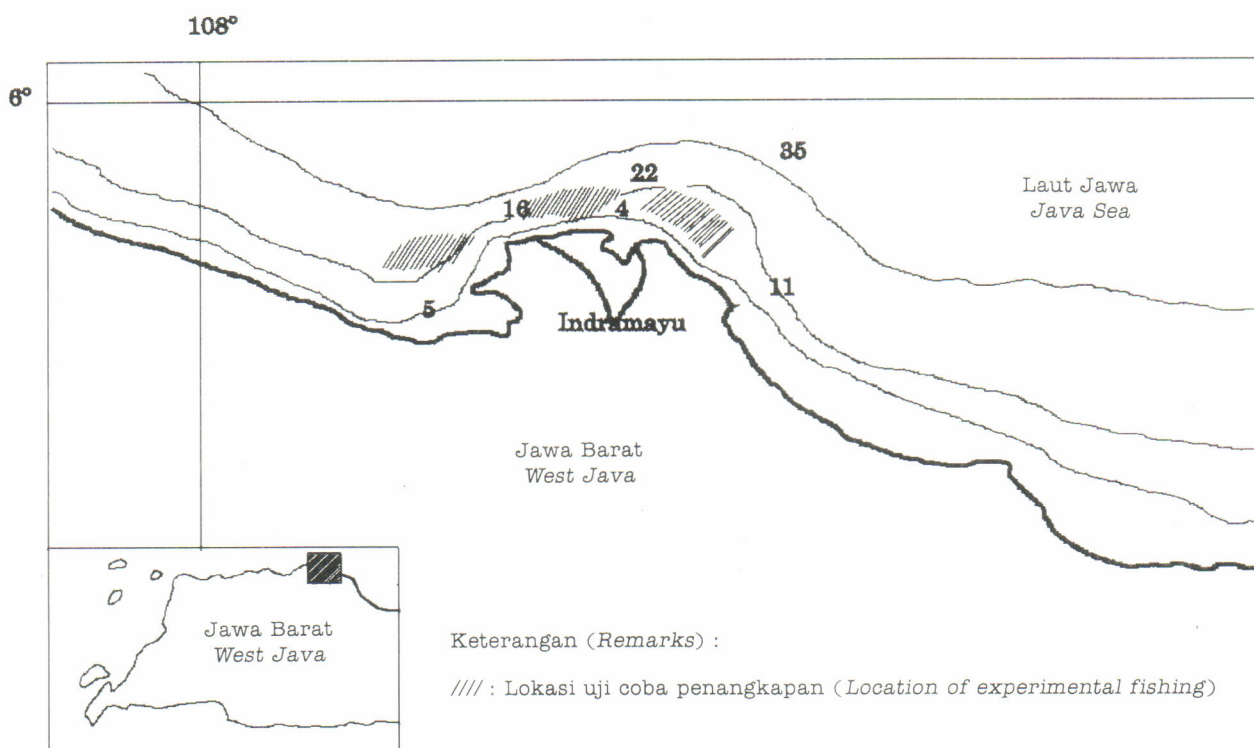 108°
6°
35
22
Laut Jawa
Java Sea
16
4
11
5
Indramayu
Jawa Barat
West Java
Jawa Barat
West Java
Keterangan (Remarks) :
//// : Lokasi uji coba penangkapan (Location of experimental fishing)